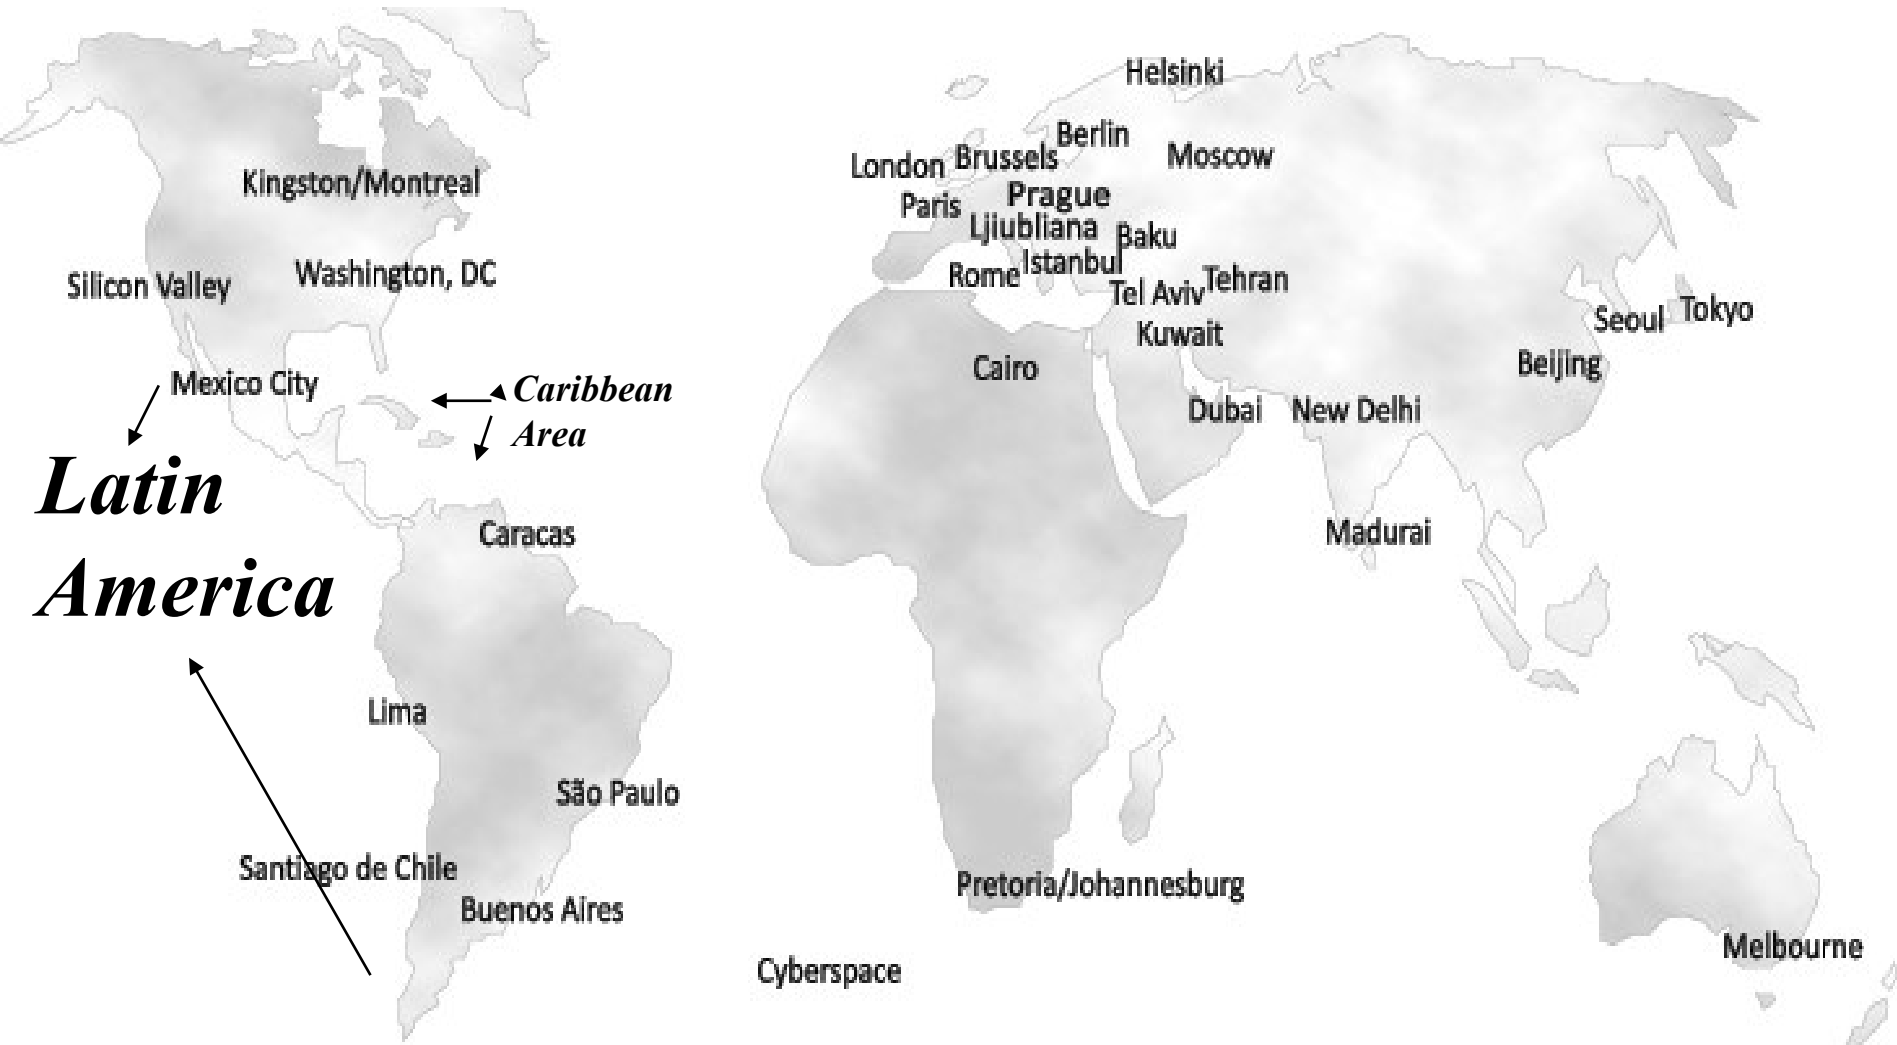 Helsinki
Berlin
London
Brussels
Moscow
Kingston/Montreal
Prague
Paris
Ljiubliana
Baku
Silicon Valley
Washington, DC
Rome
Istanbul
Tel Aviv
Tehran
Kuwait
Seoul
Tokyo
Beijing
Mexico City
Cairo
Caribbean
Area
Dubai
New Delhi
Latin
America
Caracas
Madurai
Lima
São Paulo
Santiago de Chile
Buenos Aires
Pretoria/Johannesburg
Melbourne
Cyberspace